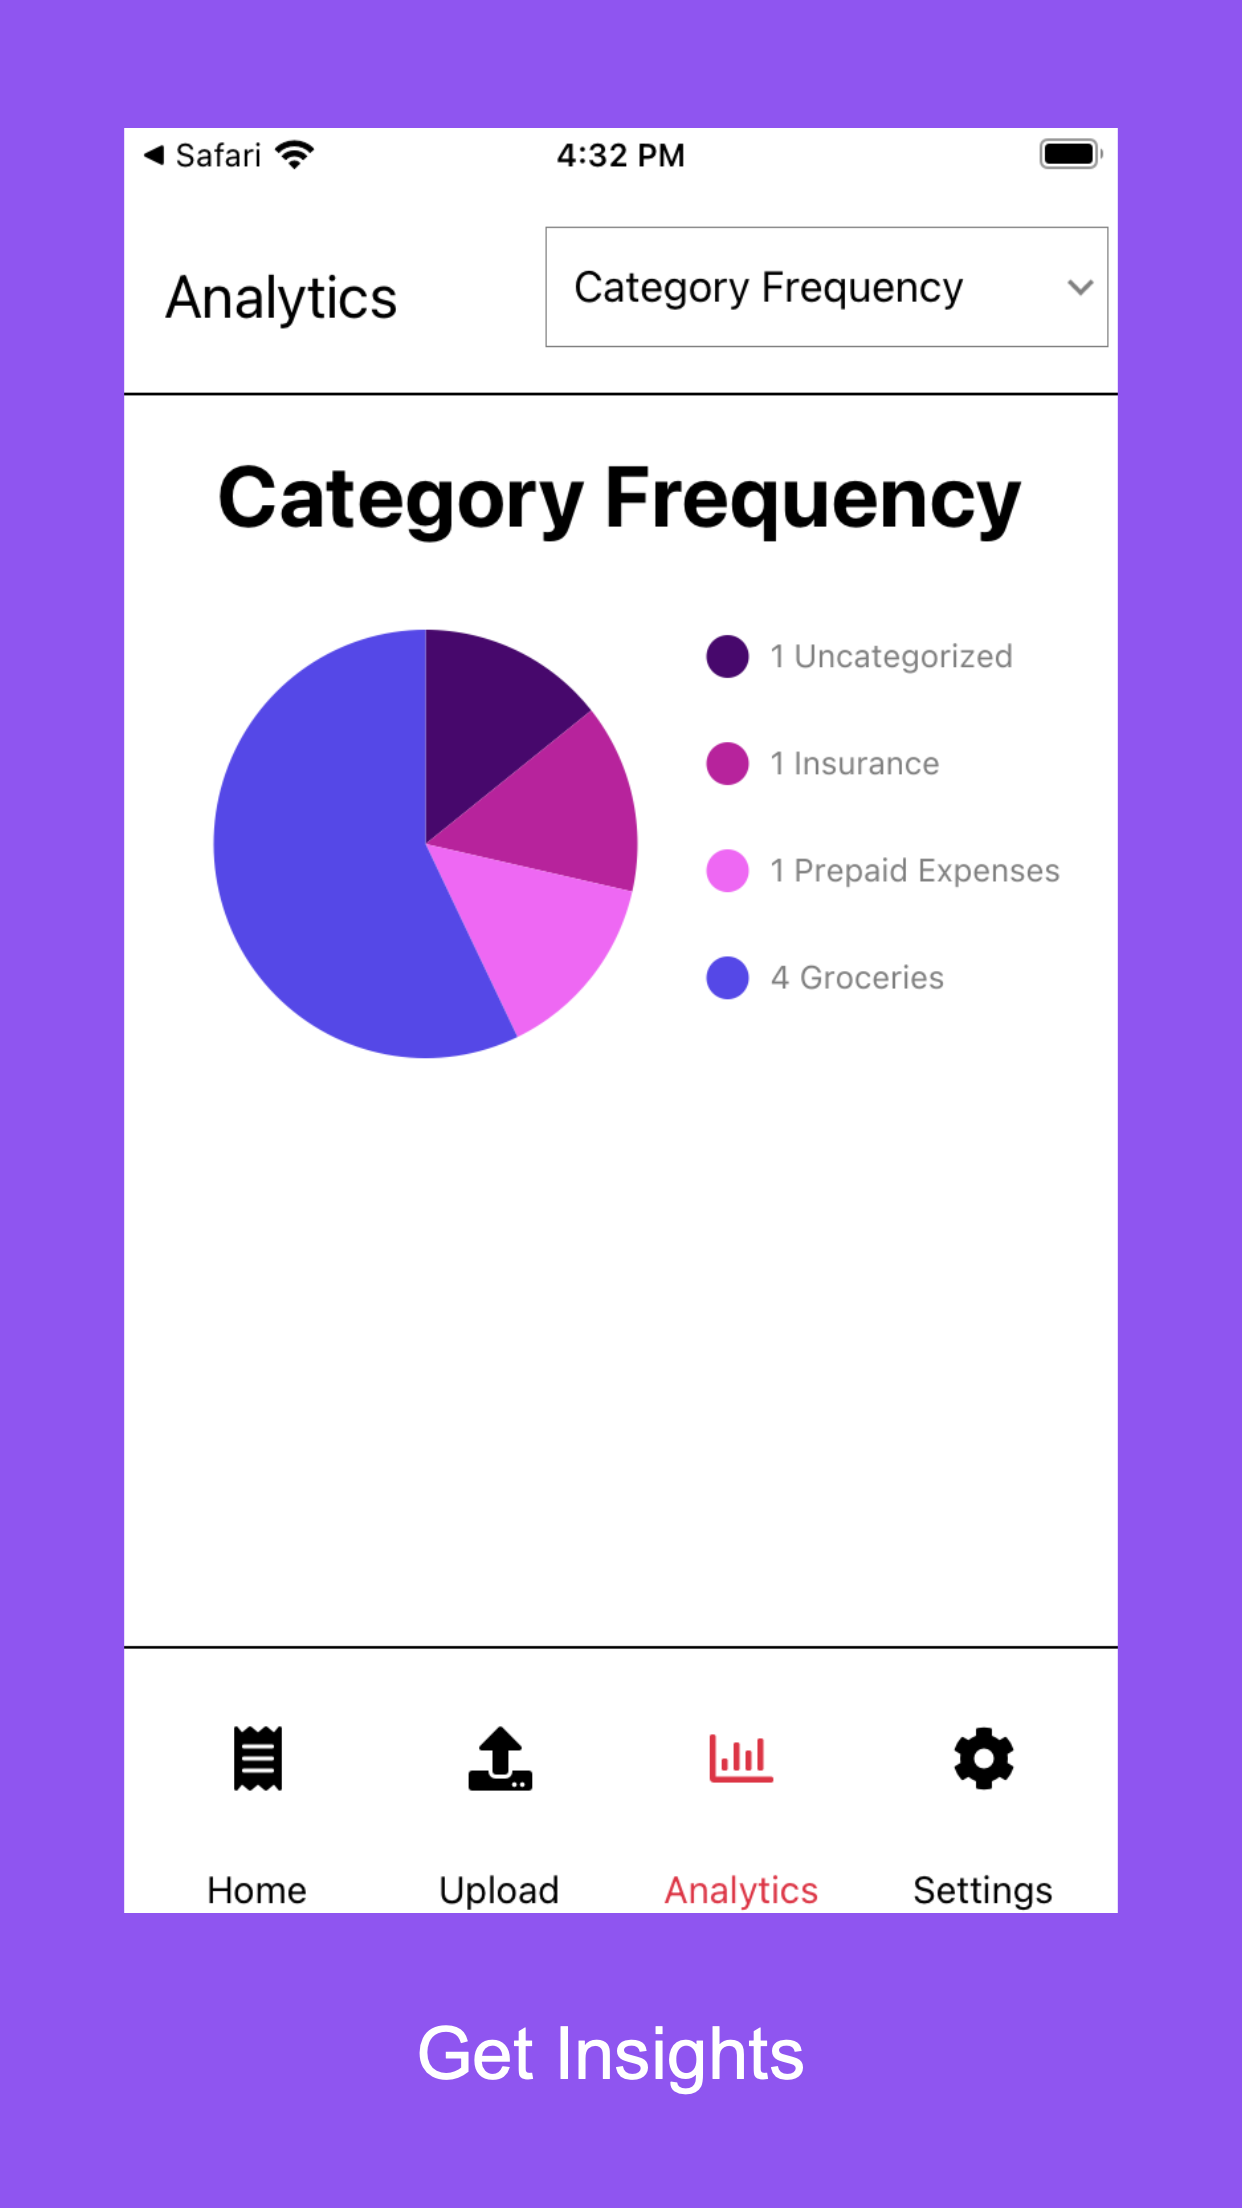 Safari
4:32 PM
Analytics
Category Frequency
Category Frequency
1 Uncategorized
1 Insurance
1 Prepaid Expenses
4 Groceries
Home
Upload
Analytics
Settings
Get Insights